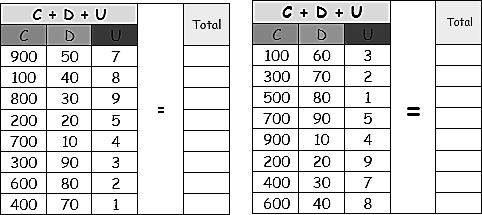 C + D + U
Total
C D U
900 50 7
100 40 8
800 30 9
200 20 5
700 10 4
300 90 3
600 80 2
400 70 1
=
C + D + U
Total
C D U
100 60 3
300 70 2
500 80 1
700 90 5
900 10 4
200 20 9
400 30 7
600 40 8
=